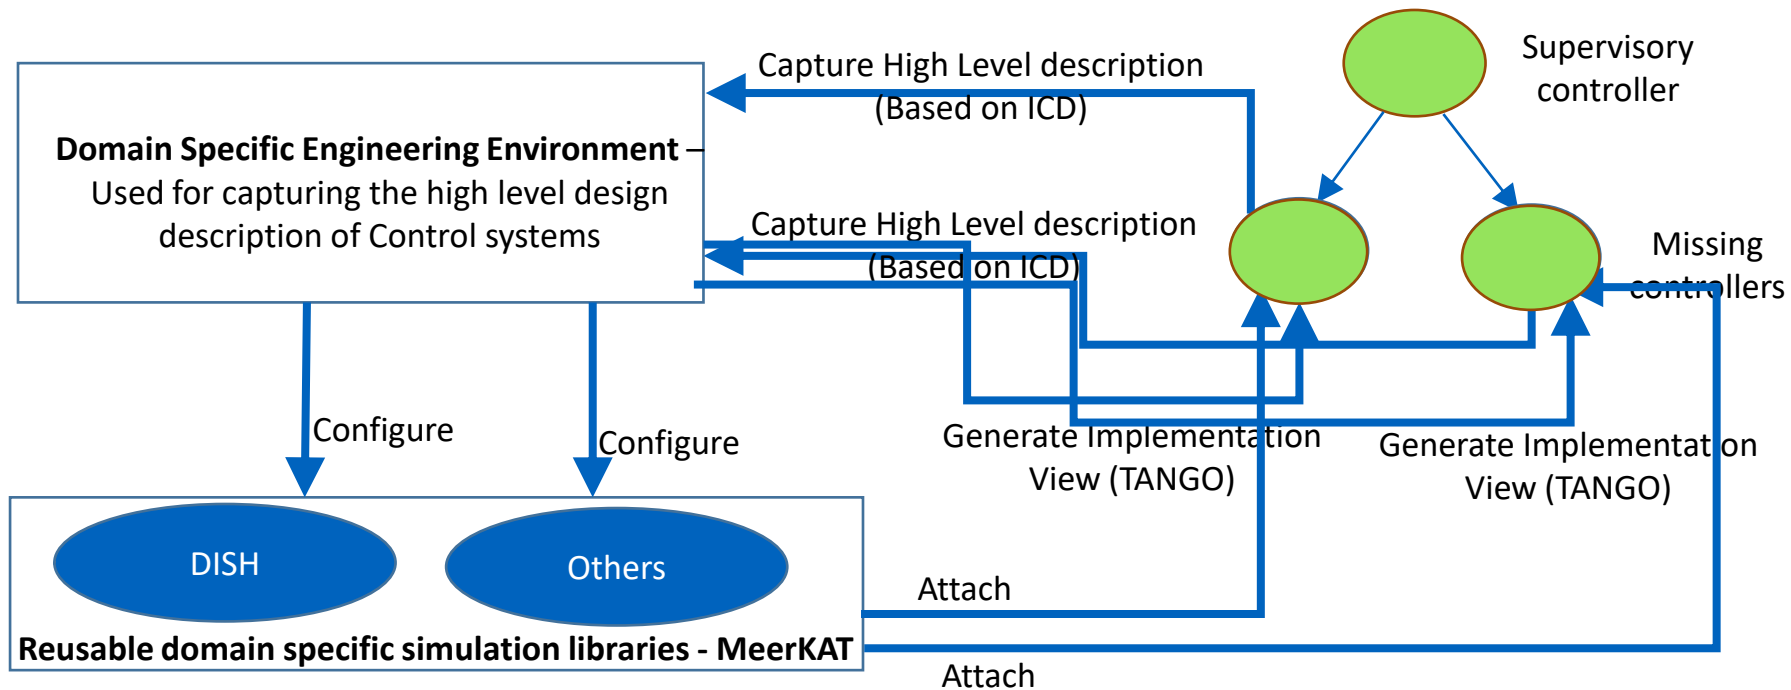 Capture High Level description
(Based on ICD)
Supervisory
controller
Domain Specific Engineering Environment –
Used for capturing the high level design
description of Control systems
Capture High Level description
(Based on ICD)
Missing
controllers
Configure
Configure
Generate Implementation
View (TANGO)
Generate Implementation
View (TANGO)
DISH
Others
Attach
Reusable domain specific simulation libraries - MeerKAT
Attach